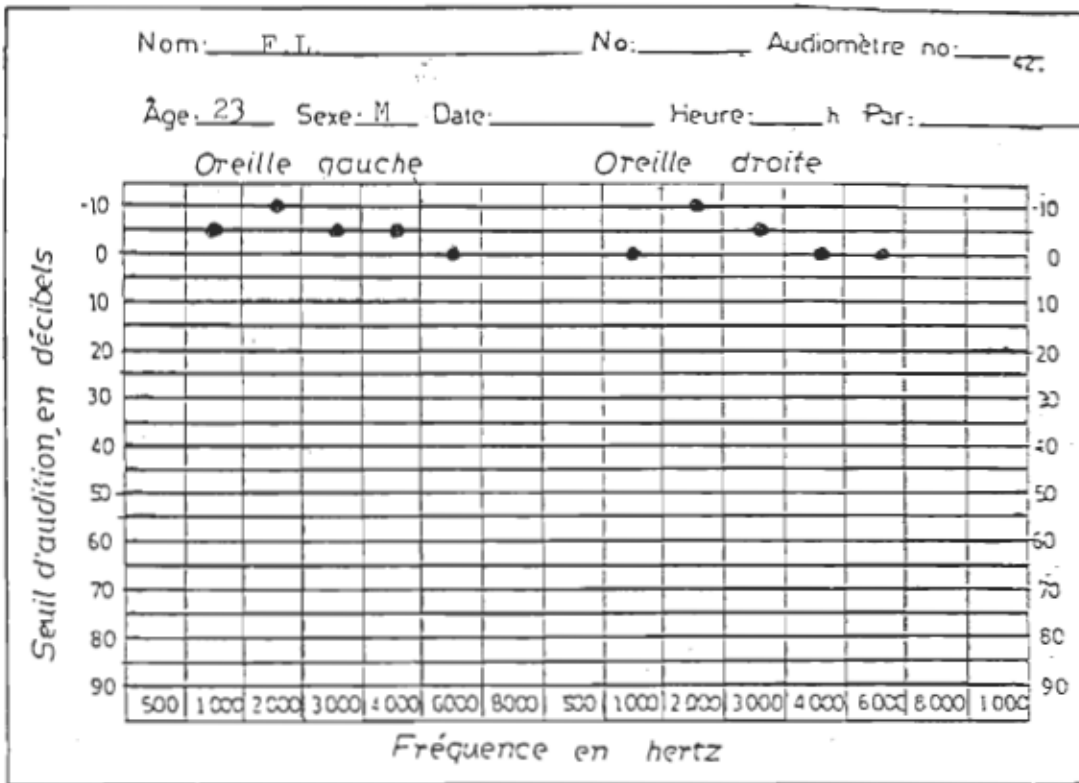 Nom: F.L. No: Audiomètre no:
Âge: 23 Sexe: M Date: Heure: h Par:
Oreille gauche Oreille droite
-10 -10
0 0
10 10
20 20
30 30
40 40
50 50
60 60
70 70
80 80
90 90
Seuil d'audition, en décibels
500 1000 2000 3000 4000 6000 8000 500 1000 2000 3000 4000 6000 8000 1000
Fréquence en hertz